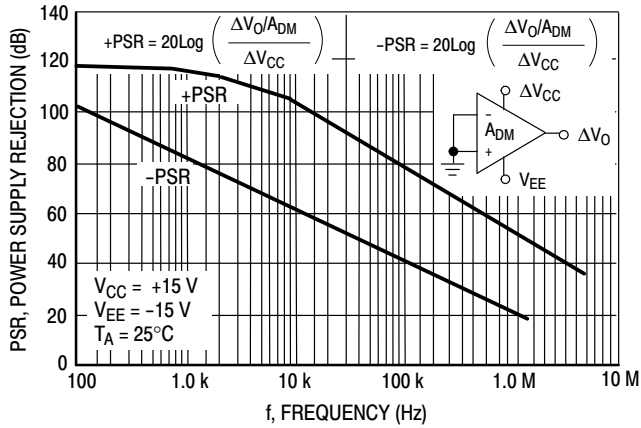 140
120
100
80
60
40
20
0
PSR, POWER SUPPLY REJECTION (dB)
+PSR = 20Log ( ΔVO/ADM / ΔVCC )
−PSR = 20Log ( ΔVO/ADM / ΔVCC )
+PSR
−PSR
ΔVCC
−
ADM
+
ΔVO
VEE
VCC = +15 V
VEE = −15 V
TA = 25°C
100
1.0 k
10 k
100 k
1.0 M
10 M
f, FREQUENCY (Hz)